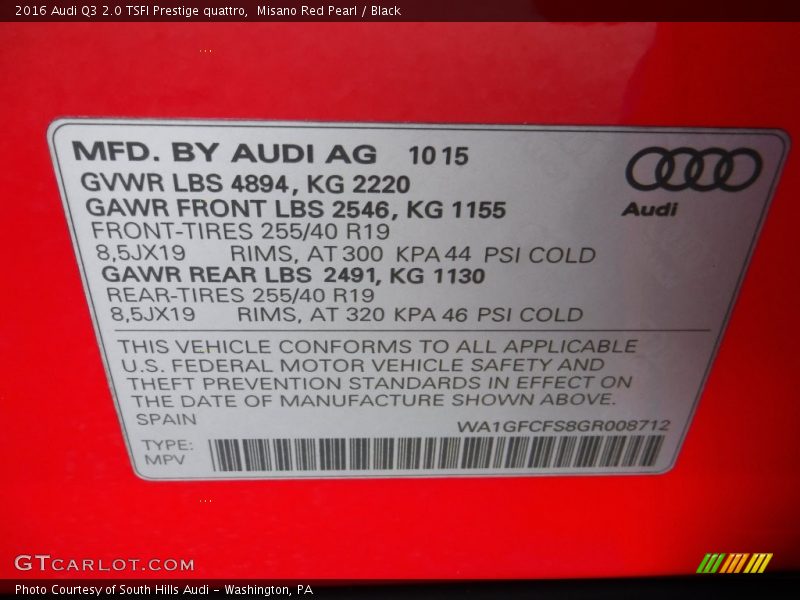 2016 Audi Q3 2.0 TSFI Prestige quattro,  Misano Red Pearl / Black
MFD. BY AUDI AG 10 15
GVWR LBS 4894, KG 2220
GAWR FRONT LBS 2546, KG 1155
FRONT-TIRES 255/40 R19
8,5JX19 RIMS, AT 300 KPA 44 PSI COLD
GAWR REAR LBS 2491, KG 1130
REAR-TIRES 255/40 R19
8,5JX19 RIMS, AT 320 KPA 46 PSI COLD
Audi
THIS VEHICLE CONFORMS TO ALL APPLICABLE
U.S. FEDERAL MOTOR VEHICLE SAFETY AND
THEFT PREVENTION STANDARDS IN EFFECT ON
THE DATE OF MANUFACTURE SHOWN ABOVE.
SPAIN
WA1GFCFS8GR008712
TYPE:
MPV
GTCARLOT.COM
Photo Courtesy of South Hills Audi - Washington, PA